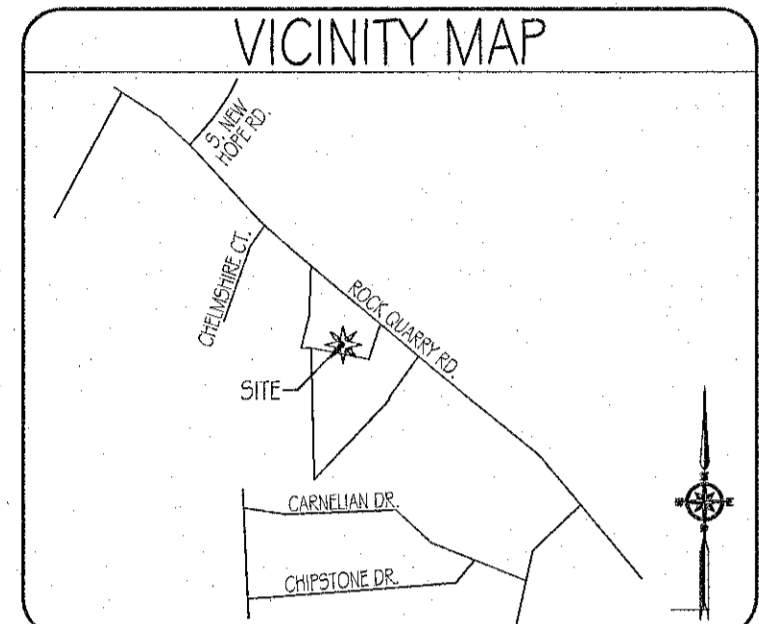 VICINITY MAP
S. NEW
HOPE RD.
CHELMSHIRE CT.
ROCK QUARRY RD.
SITE
CARNELIAN DR.
CHIPSTONE DR.